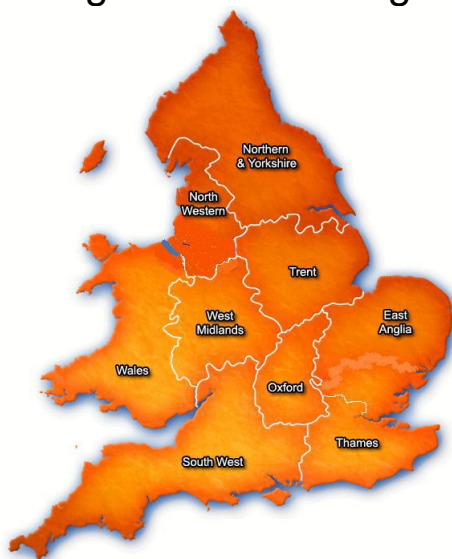 Northern
& Yorkshire
North
Western
Trent
East
Anglia
West
Midlands
Wales
Oxford
Thames
South West